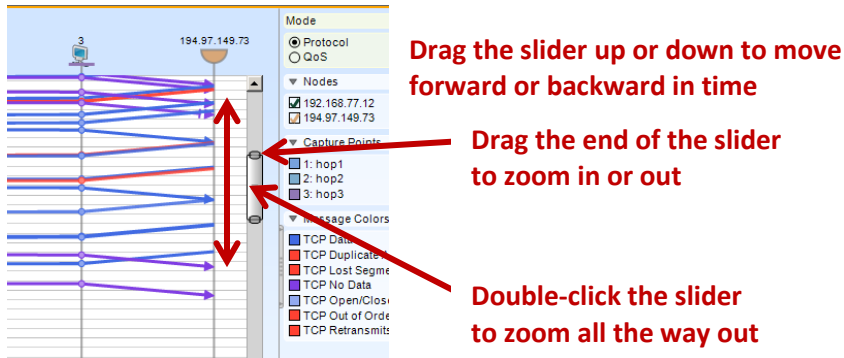 3
194.97.149.73
Mode
Protocol
QoS
Nodes
192.168.77.12
194.97.149.73
Capture Points
1: hop1
2: hop2
3: hop3
Message Colors
TCP Data
TCP Duplicate
TCP Lost Segme
TCP No Data
TCP Open/Close
TCP Out of Orde
TCP Retransmits
Drag the slider up or down to move
forward or backward in time
Drag the end of the slider
to zoom in or out
Double-click the slider
to zoom all the way out